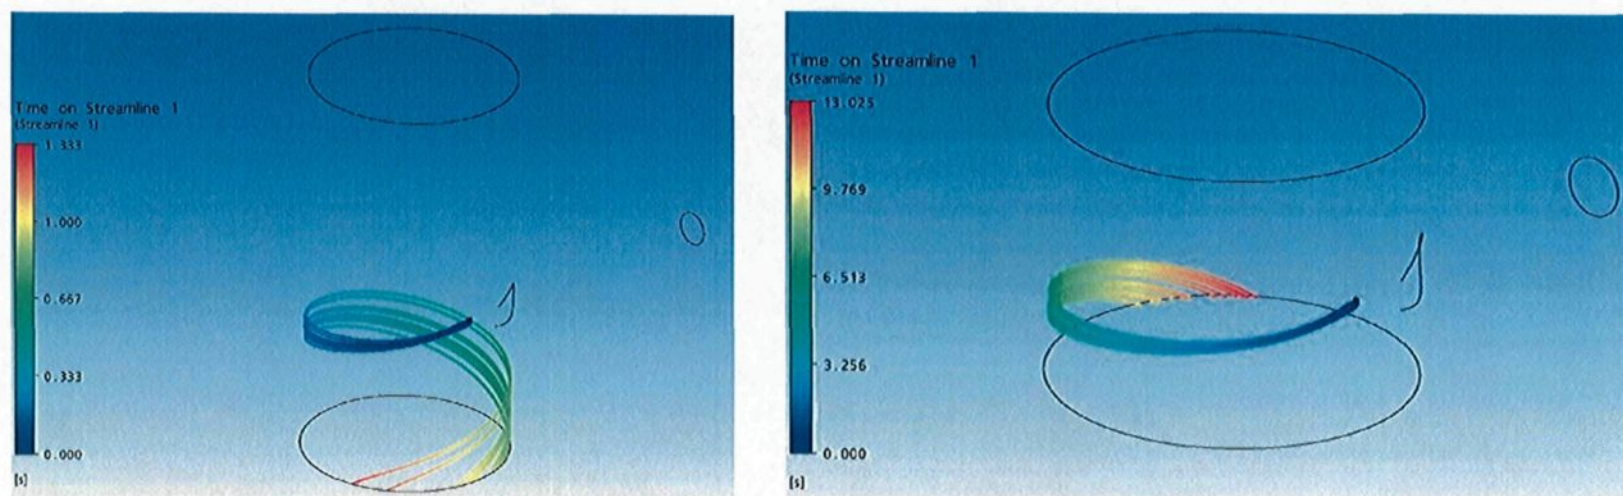 Time on Streamline 1
(Streamline 1)
1.333
1.000
0.667
0.333
0.000
[s]
Time on Streamline 1
(Streamline 1)
13.025
9.769
6.513
3.256
0.000
[s]